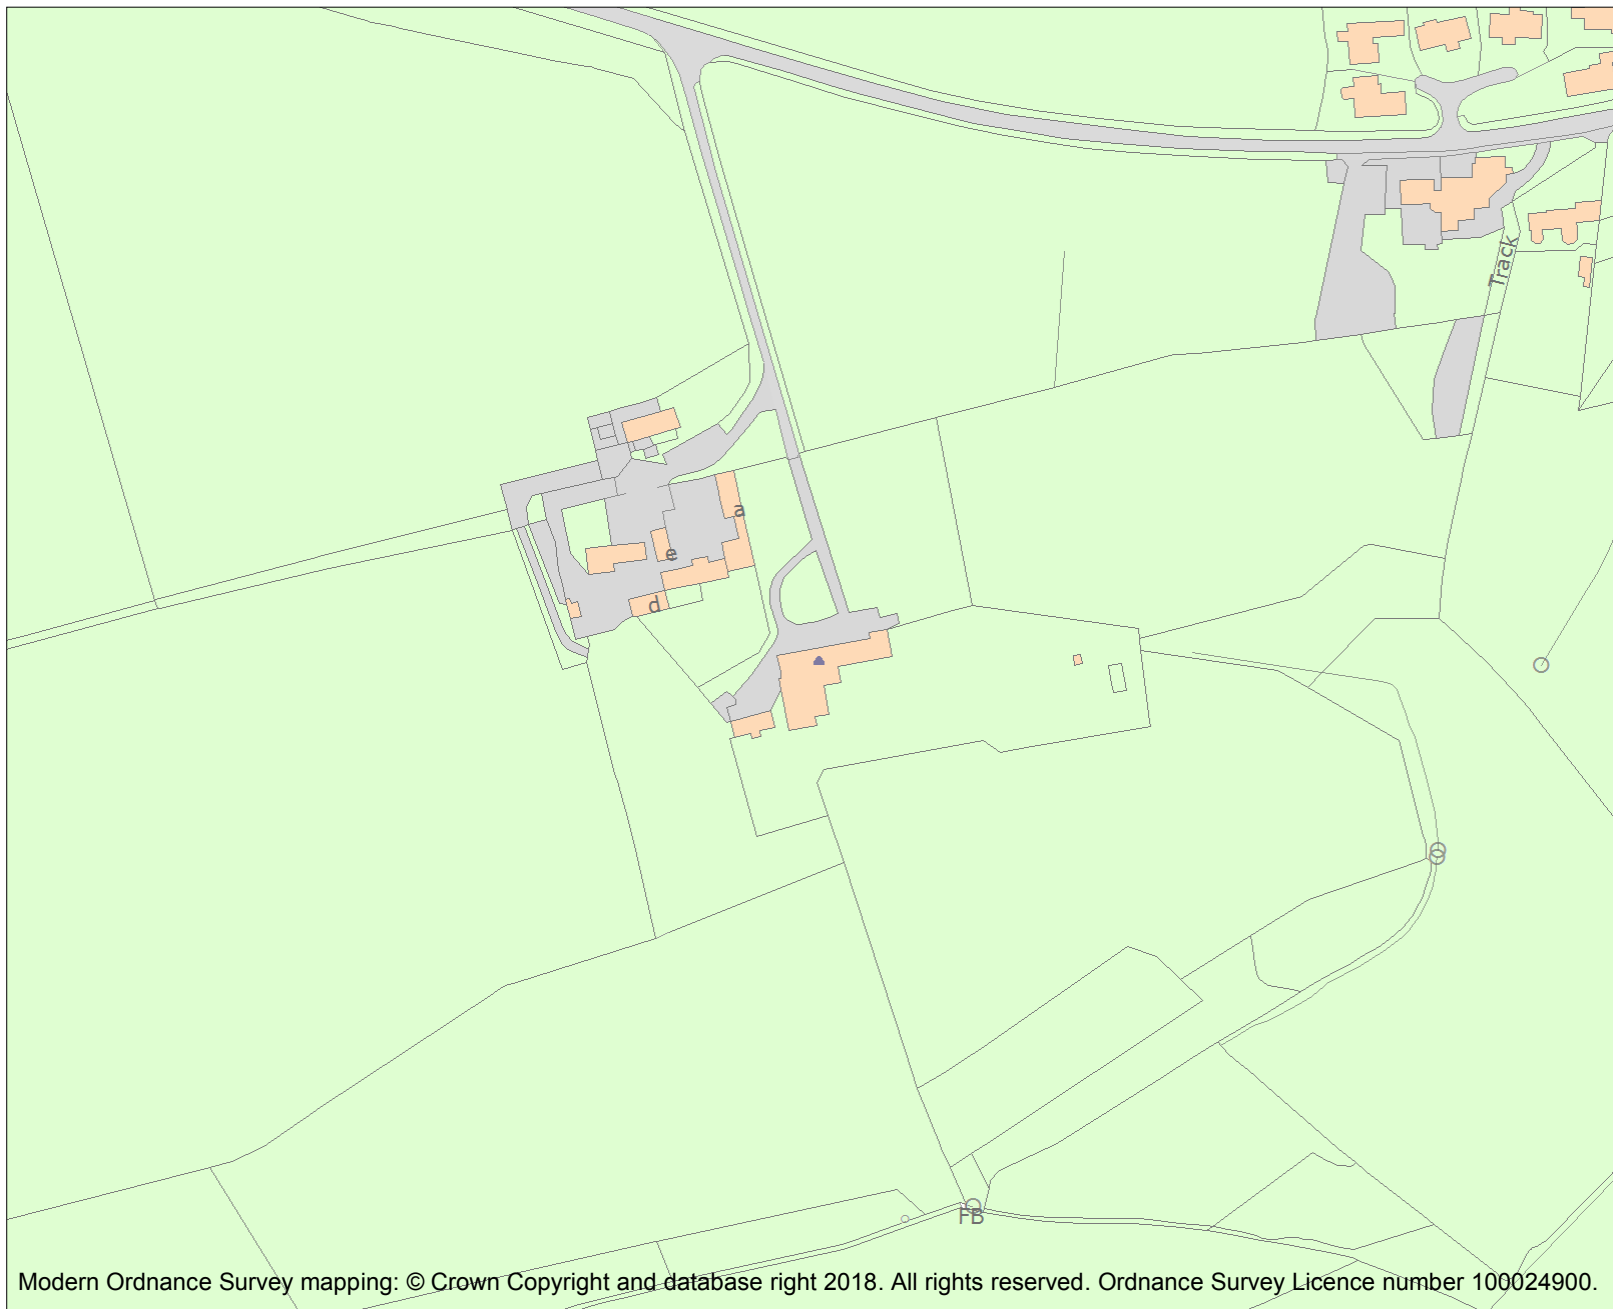 Track
a
e
d
FB
Modern Ordnance Survey mapping: © Crown Copyright and database right 2018. All rights reserved. Ordnance Survey Licence number 100024900.